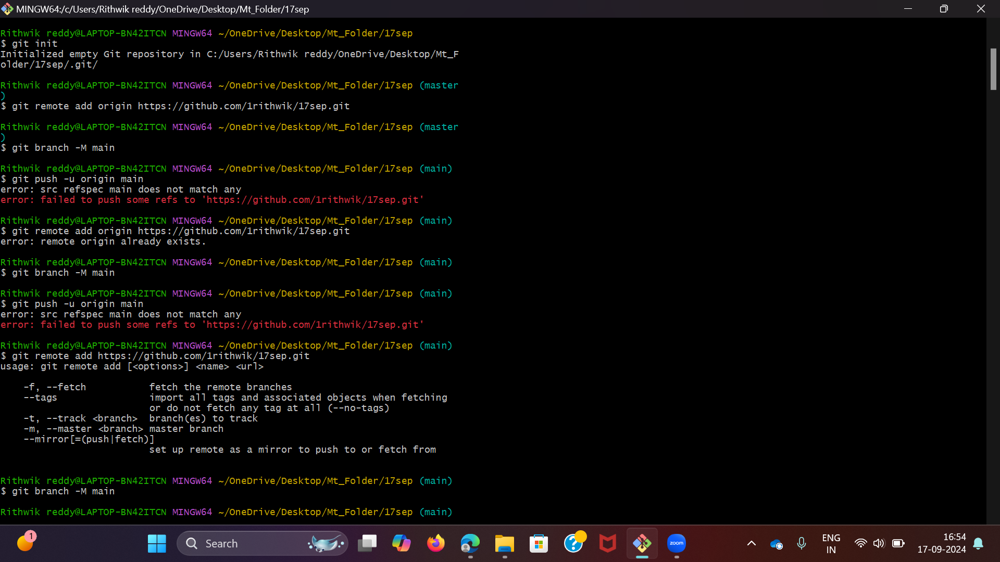 MINGW64:/c/Users/Rithwik reddy/OneDrive/Desktop/Mt_Folder/17sep
Rithwik reddy@LAPTOP-BN42ITCN MINGW64 ~/OneDrive/Desktop/Mt_Folder/17sep
$ git init
Initialized empty Git repository in C:/Users/Rithwik reddy/OneDrive/Desktop/Mt_F
older/17sep/.git/
Rithwik reddy@LAPTOP-BN42ITCN MINGW64 ~/OneDrive/Desktop/Mt_Folder/17sep (master
)
$ git remote add origin https://github.com/1rithwik/17sep.git
Rithwik reddy@LAPTOP-BN42ITCN MINGW64 ~/OneDrive/Desktop/Mt_Folder/17sep (master
)
$ git branch -M main
Rithwik reddy@LAPTOP-BN42ITCN MINGW64 ~/OneDrive/Desktop/Mt_Folder/17sep (main)
$ git push -u origin main
error: src refspec main does not match any
error: failed to push some refs to 'https://github.com/1rithwik/17sep.git'
Rithwik reddy@LAPTOP-BN42ITCN MINGW64 ~/OneDrive/Desktop/Mt_Folder/17sep (main)
$ git remote add origin https://github.com/1rithwik/17sep.git
error: remote origin already exists.
Rithwik reddy@LAPTOP-BN42ITCN MINGW64 ~/OneDrive/Desktop/Mt_Folder/17sep (main)
$ git branch -M main
Rithwik reddy@LAPTOP-BN42ITCN MINGW64 ~/OneDrive/Desktop/Mt_Folder/17sep (main)
$ git push -u origin main
error: src refspec main does not match any
error: failed to push some refs to 'https://github.com/1rithwik/17sep.git'
Rithwik reddy@LAPTOP-BN42ITCN MINGW64 ~/OneDrive/Desktop/Mt_Folder/17sep (main)
$ git remote add https://github.com/1rithwik/17sep.git
usage: git remote add [<options>] <name> <url>
-f, --fetch           fetch the remote branches
--tags                import all tags and associated objects when fetching
or do not fetch any tag at all (--no-tags)
-t, --track <branch>  branch(es) to track
-m, --master <branch> master branch
--mirror[=(push|fetch)]
set up remote as a mirror to push to or fetch from
Rithwik reddy@LAPTOP-BN42ITCN MINGW64 ~/OneDrive/Desktop/Mt_Folder/17sep (main)
$ git branch -M main
Rithwik reddy@LAPTOP-BN42ITCN MINGW64 ~/OneDrive/Desktop/Mt_Folder/17sep (main)
1
Search
zoom
ENG
IN
16:54
17-09-2024